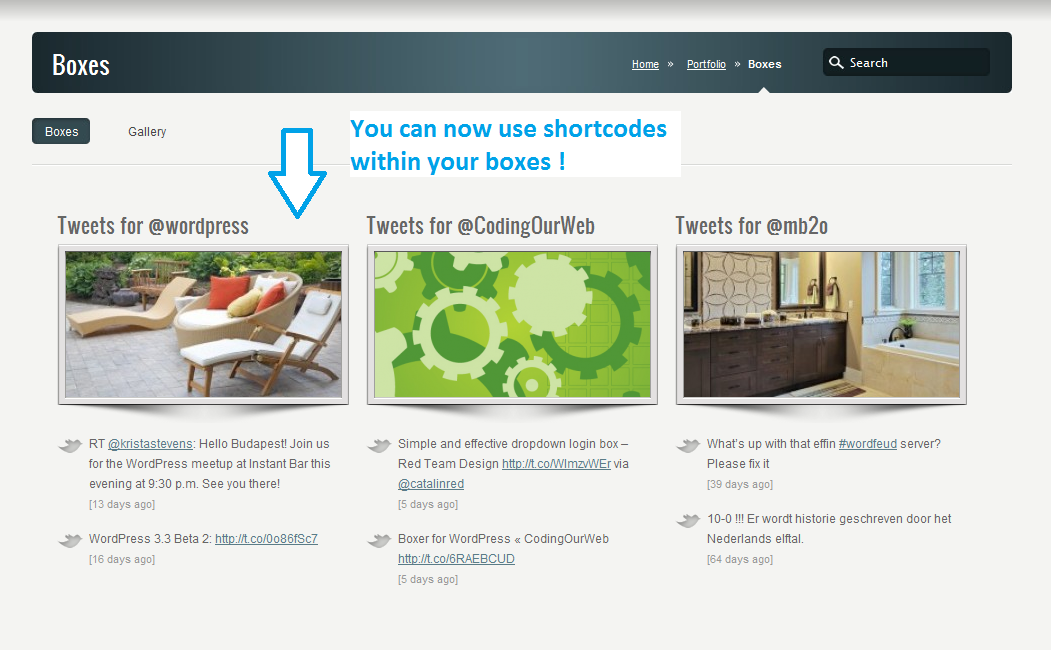 Boxes
Home » Portfolio » Boxes
Search
Boxes
Gallery
You can now use shortcodes
within your boxes !
Tweets for @wordpress
RT @kristastevens: Hello Budapest! Join us
for the WordPress meetup at Instant Bar this
evening at 9:30 p.m. See you there!
[13 days ago]
WordPress 3.3 Beta 2: http://t.co/0o86fSc7
[16 days ago]
Tweets for @CodingOurWeb
Simple and effective dropdown login box –
Red Team Design http://t.co/WlmzvWEr via
@catalinred
[5 days ago]
Boxer for WordPress « CodingOurWeb
http://t.co/6RAEBCUD
[5 days ago]
Tweets for @mb2o
What's up with that effin #wordfeud server?
Please fix it
[39 days ago]
10-0 !!! Er wordt historie geschreven door het
Nederlands elftal.
[64 days ago]